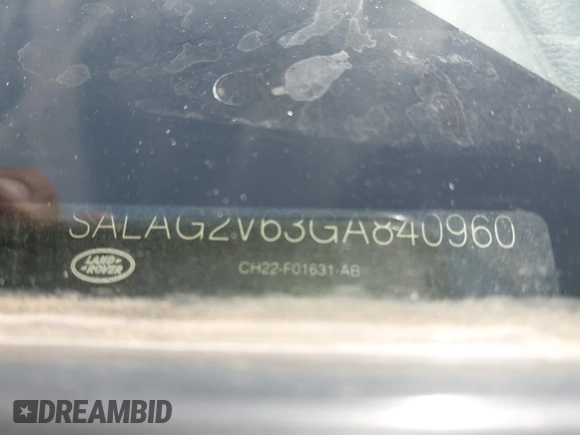 SALAG2V63GA840960
LAND
ROVER
CH22-F01631-AB
DREAMBID